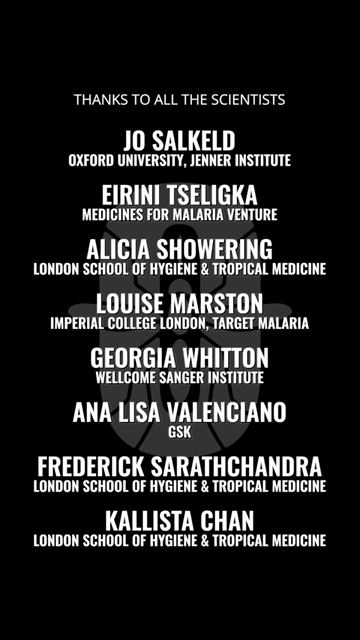 THANKS TO ALL THE SCIENTISTS
JO SALKELD
OXFORD UNIVERSITY, JENNER INSTITUTE
EIRINI TSELIGKA
MEDICINES FOR MALARIA VENTURE
ALICIA SHOWERING
LONDON SCHOOL OF HYGIENE & TROPICAL MEDICINE
LOUISE MARSTON
IMPERIAL COLLEGE LONDON, TARGET MALARIA
GEORGIA WHITTON
WELLCOME SANGER INSTITUTE
ANA LISA VALENCIANO
GSK
FREDERICK SARATHCHANDRA
LONDON SCHOOL OF HYGIENE & TROPICAL MEDICINE
KALLISTA CHAN
LONDON SCHOOL OF HYGIENE & TROPICAL MEDICINE